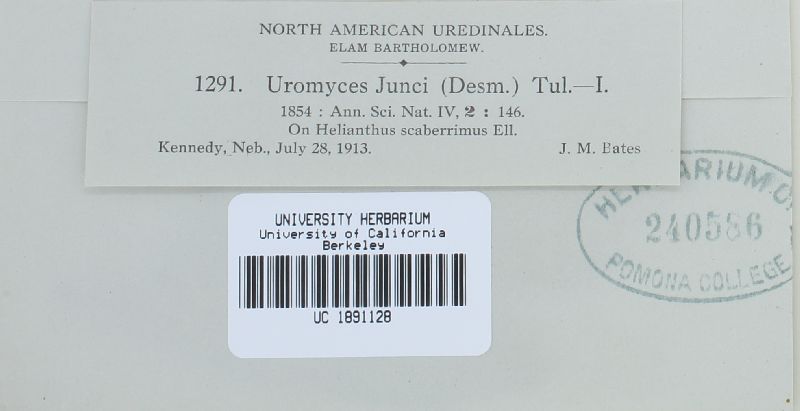 NORTH AMERICAN UREDINALES.
ELAM BARTHOLOMEW.
1291. Uromyces Junci (Desm.) Tul.—I.
1854 : Ann. Sci. Nat. IV, 2 : 146.
On Helianthus scaberrimus Ell.
Kennedy, Neb., July 28, 1913. J. M. Bates
HERBARIUM OF
240586
POMONA COLLEGE
UNIVERSITY HERBARIUM
University of California
Berkeley
UC 1891128